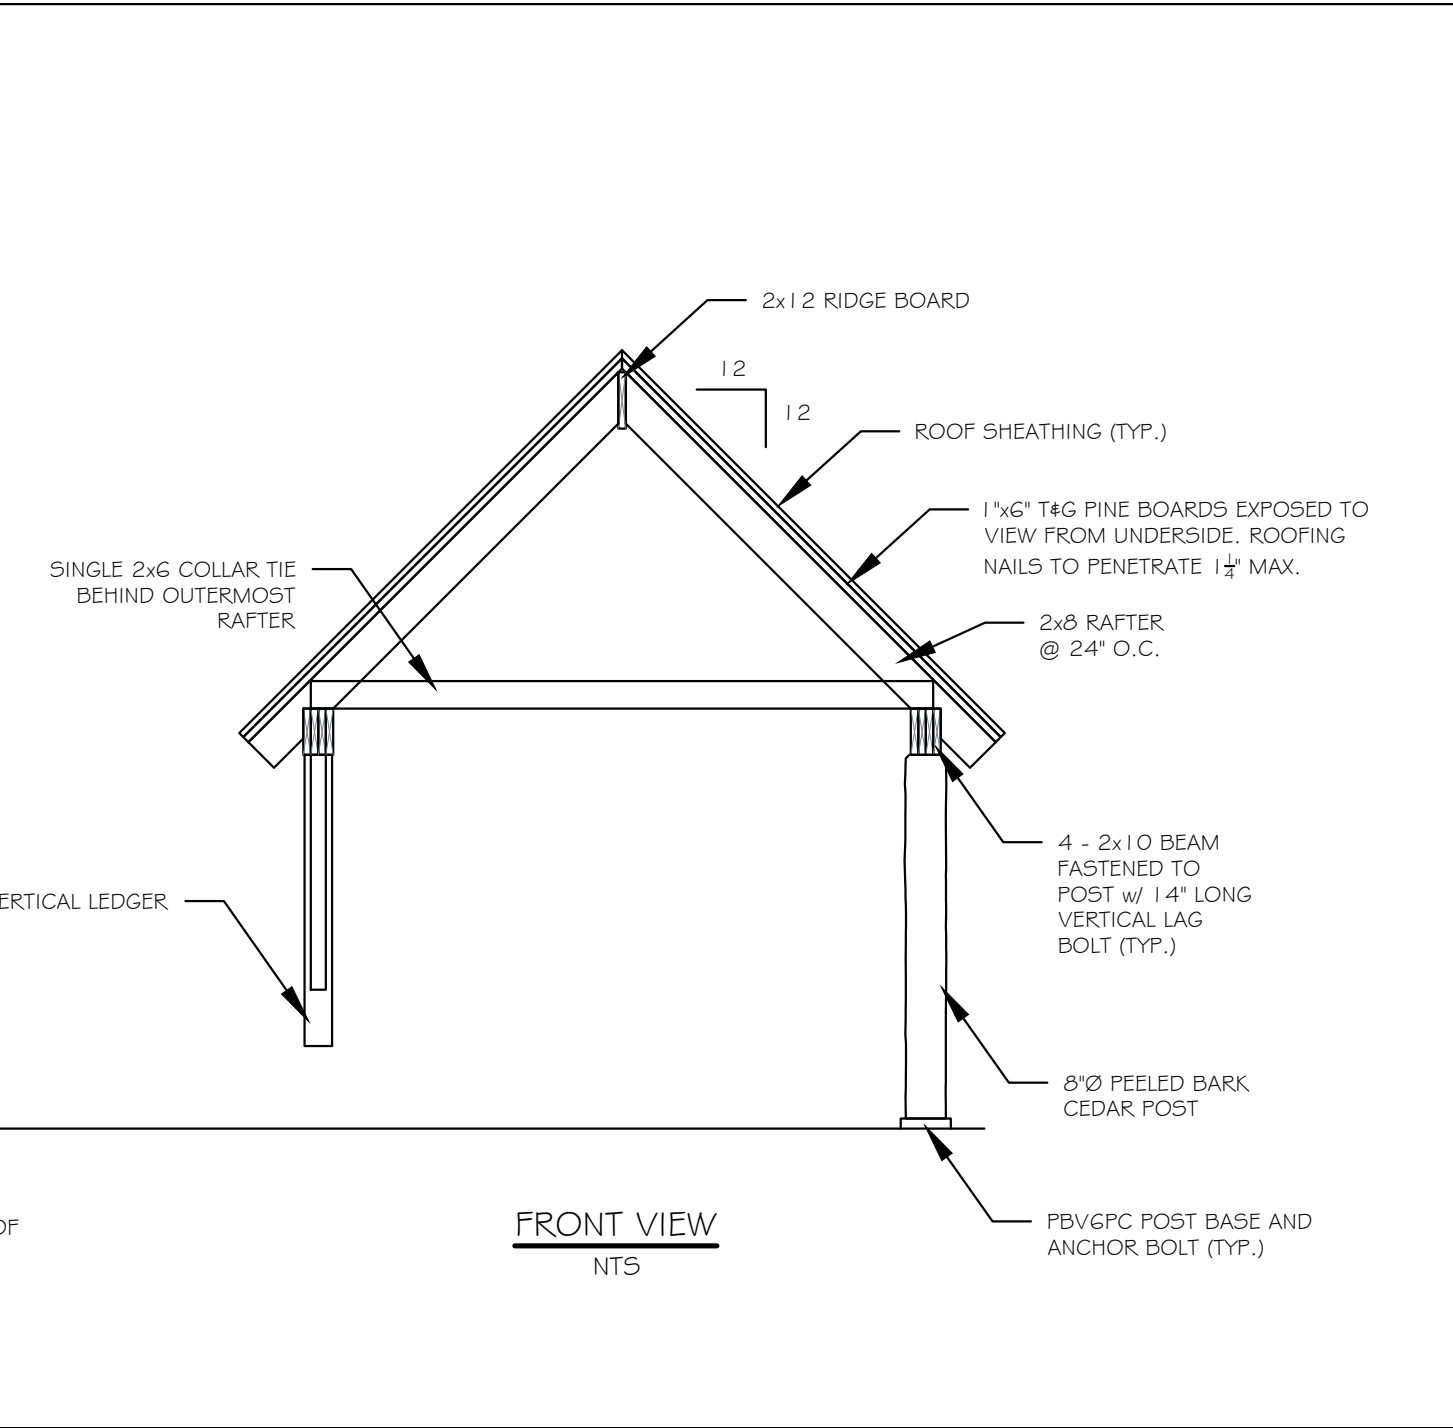 2x12 RIDGE BOARD
12
12
ROOF SHEATHING (TYP.)
1"x6" T&G PINE BOARDS EXPOSED TO
VIEW FROM UNDERSIDE. ROOFING
NAILS TO PENETRATE 1 1/4" MAX.
SINGLE 2x6 COLLAR TIE
BEHIND OUTERMOST
RAFTER
2x8 RAFTER
@ 24" O.C.
4 - 2x10 BEAM
FASTENED TO
POST w/ 14" LONG
VERTICAL LAG
BOLT (TYP.)
ERTICAL LEDGER
8"Ø PEELED BARK
CEDAR POST
PBV6PC POST BASE AND
ANCHOR BOLT (TYP.)
OF
FRONT VIEW
NTS